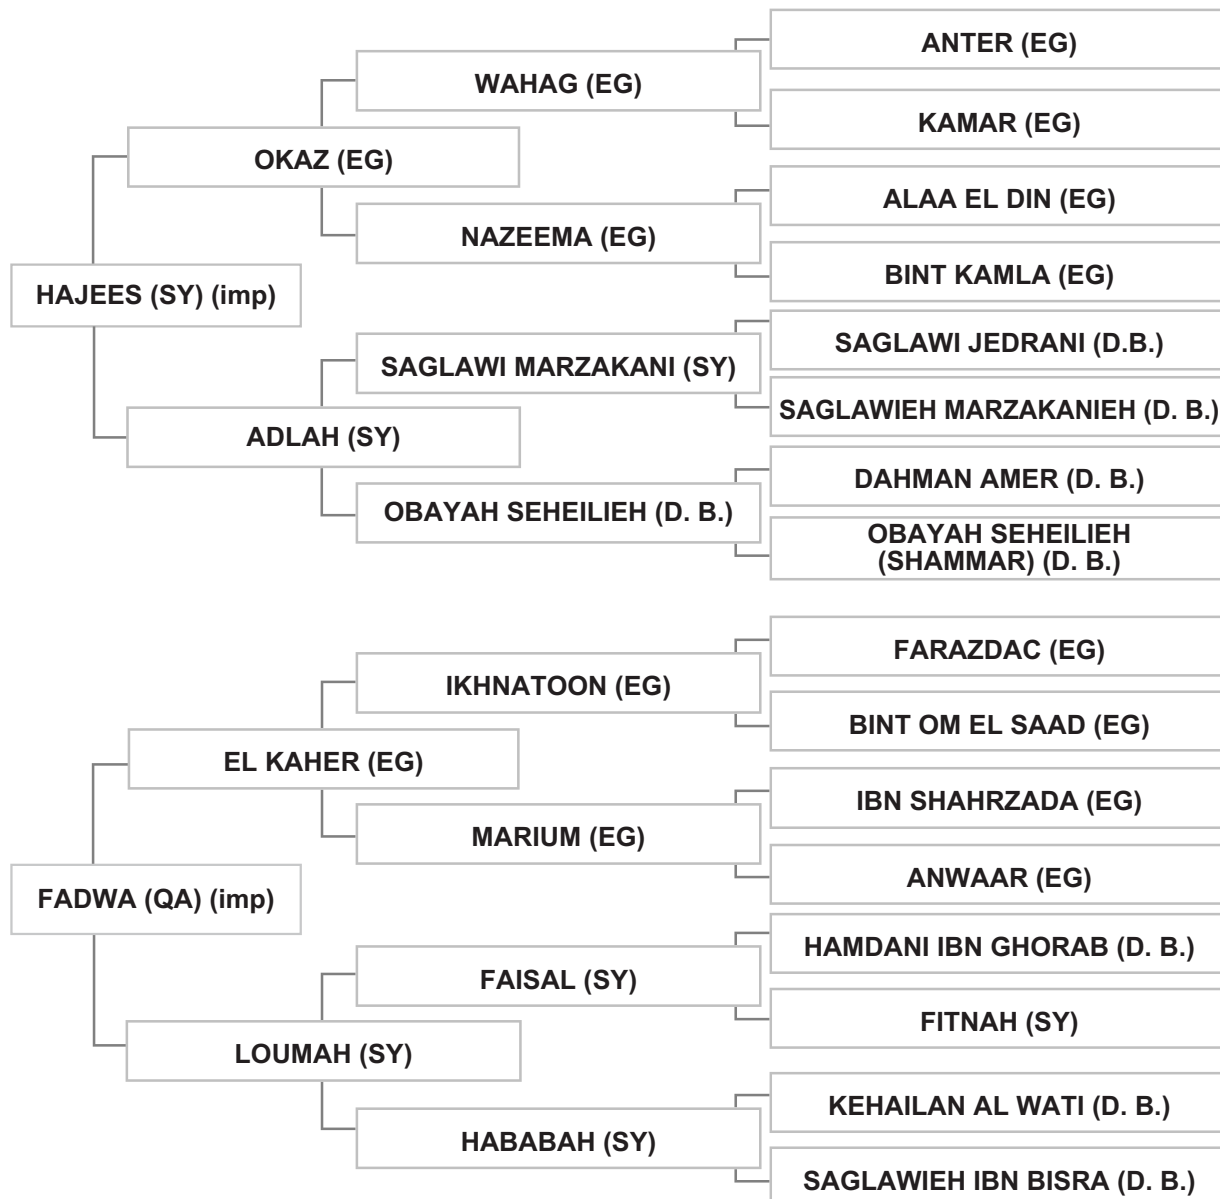 ANTER (EG)
WAHAG (EG)
KAMAR (EG)
OKAZ (EG)
ALAA EL DIN (EG)
NAZEEMA (EG)
BINT KAMLA (EG)
HAJEES (SY) (imp)
SAGLAWI JEDRANI (D.B.)
SAGLAWI MARZAKANI (SY)
SAGLAWIEH MARZAKANIEH (D. B.)
ADLAH (SY)
DAHMAN AMER (D. B.)
OBAYAH SEHEILIEH (D. B.)
OBAYAH SEHEILIEH
(SHAMMAR) (D. B.)
FARAZDAC (EG)
IKHNATOON (EG)
BINT OM EL SAAD (EG)
EL KAHER (EG)
IBN SHAHRZADA (EG)
MARIUM (EG)
ANWAAR (EG)
FADWA (QA) (imp)
HAMDANI IBN GHORAB (D. B.)
FAISAL (SY)
FITNAH (SY)
LOUMAH (SY)
KEHAILAN AL WATI (D. B.)
HABABAH (SY)
SAGLAWIEH IBN BISRA (D. B.)